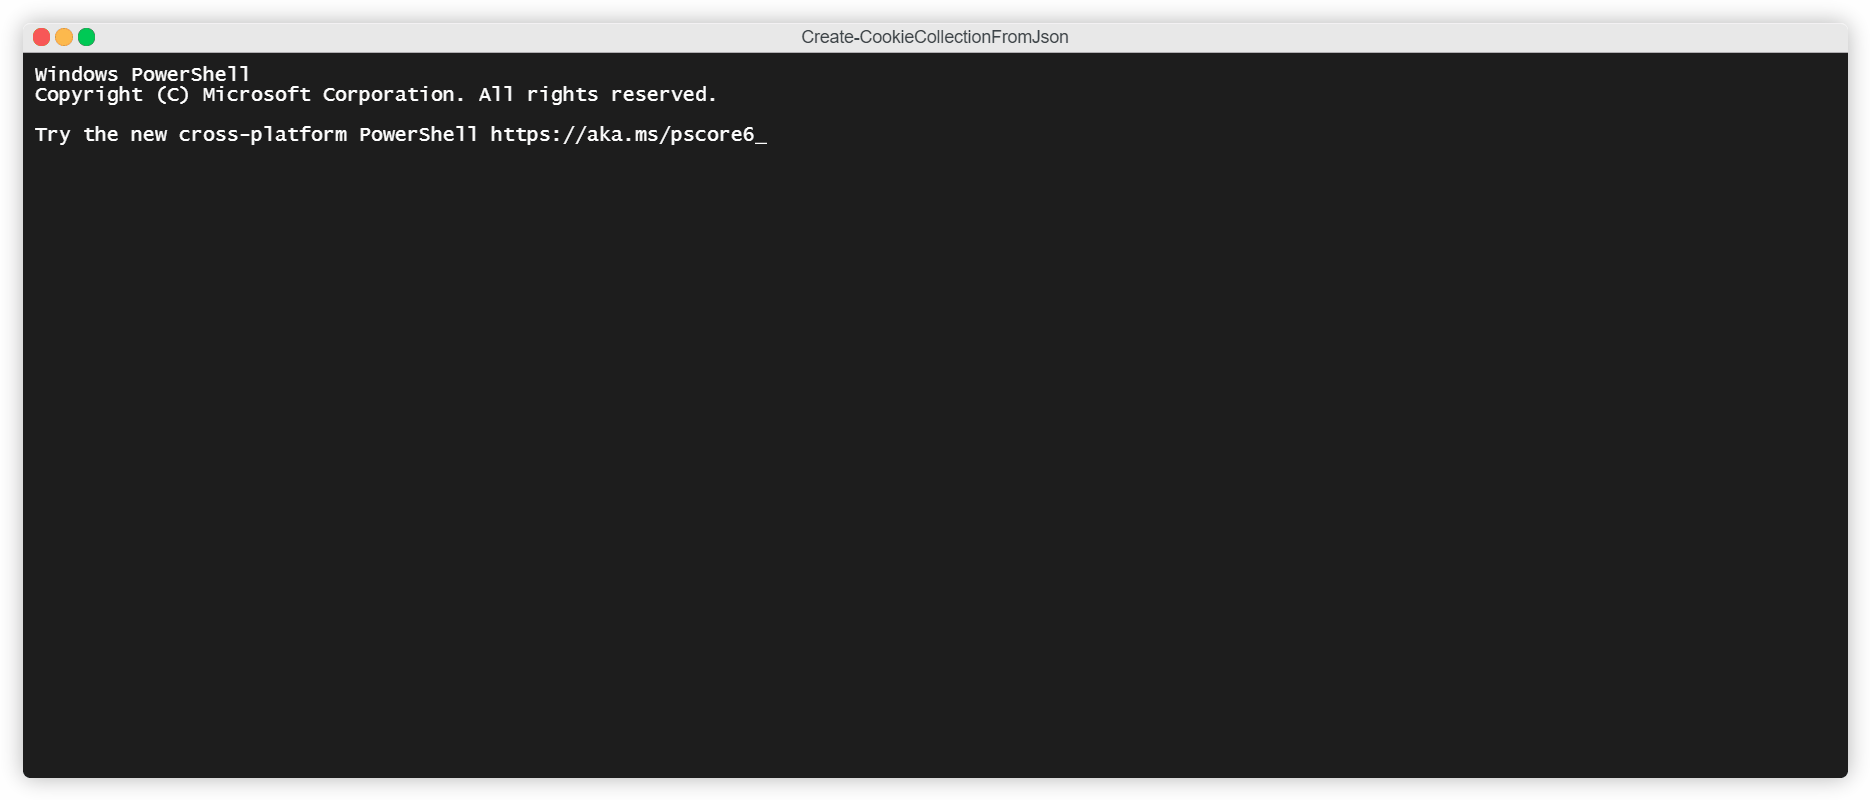 Create-CookieCollectionFromJson
Windows PowerShell
Copyright (C) Microsoft Corporation. All rights reserved.
Try the new cross-platform PowerShell https://aka.ms/pscore6_